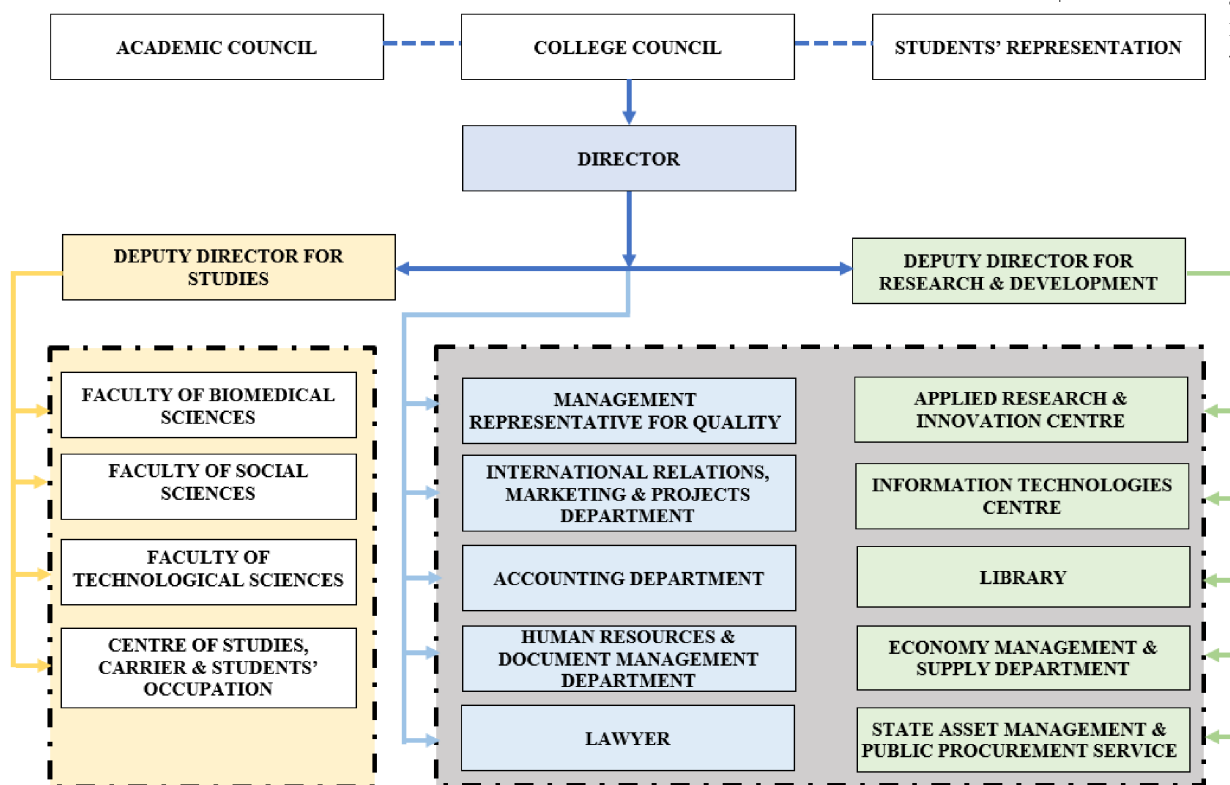 ACADEMIC COUNCIL
COLLEGE COUNCIL
STUDENTS’ REPRESENTATION
DIRECTOR
DEPUTY DIRECTOR FOR
STUDIES
DEPUTY DIRECTOR FOR
RESEARCH & DEVELOPMENT
FACULTY OF BIOMEDICAL
SCIENCES
FACULTY OF SOCIAL
SCIENCES
FACULTY OF
TECHNOLOGICAL SCIENCES
CENTRE OF STUDIES,
CARRIER & STUDENTS’
OCCUPATION
MANAGEMENT
REPRESENTATIVE FOR QUALITY
INTERNATIONAL RELATIONS,
MARKETING & PROJECTS
DEPARTMENT
ACCOUNTING DEPARTMENT
HUMAN RESOURCES &
DOCUMENT MANAGEMENT
DEPARTMENT
LAWYER
APPLIED RESEARCH &
INNOVATION CENTRE
INFORMATION TECHNOLOGIES
CENTRE
LIBRARY
ECONOMY MANAGEMENT &
SUPPLY DEPARTMENT
STATE ASSET MANAGEMENT &
PUBLIC PROCUREMENT SERVICE